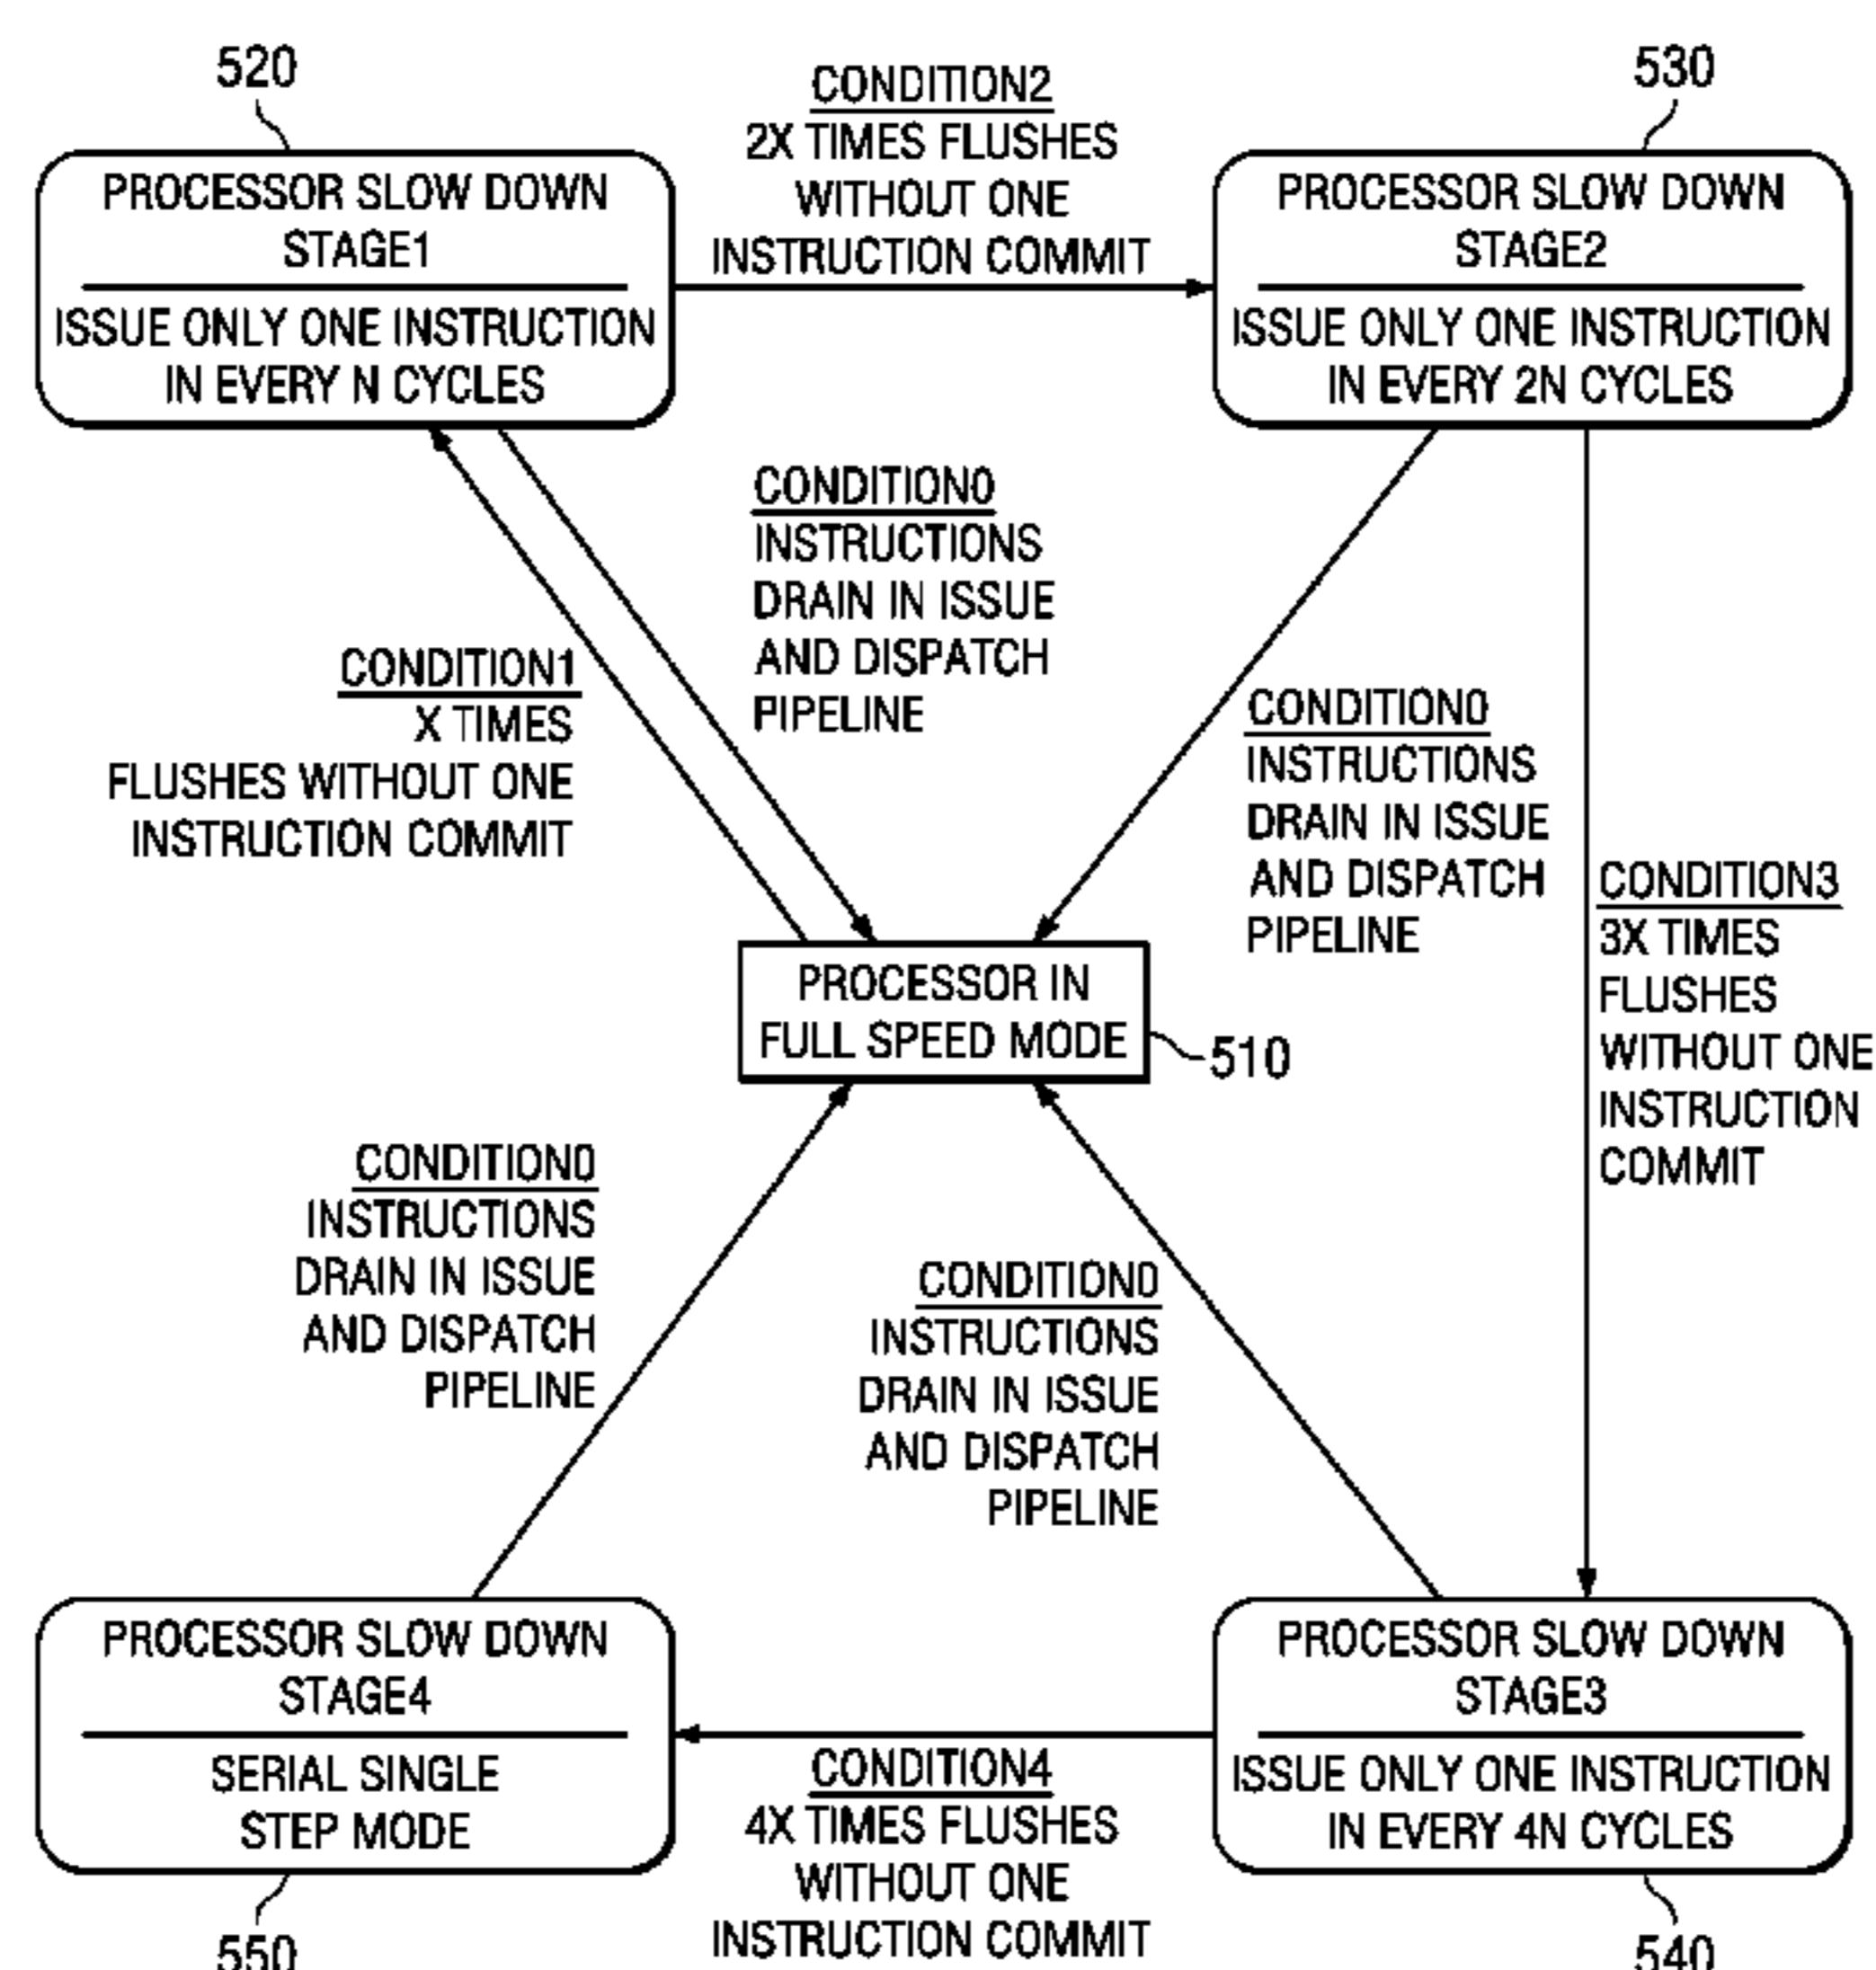 520
CONDITION2
2X TIMES FLUSHES
WITHOUT ONE
INSTRUCTION COMMIT
530
PROCESSOR SLOW DOWN
STAGE1
ISSUE ONLY ONE INSTRUCTION
IN EVERY N CYCLES
PROCESSOR SLOW DOWN
STAGE2
ISSUE ONLY ONE INSTRUCTION
IN EVERY 2N CYCLES
CONDITION0
INSTRUCTIONS
DRAIN IN ISSUE
AND DISPATCH
PIPELINE
CONDITION1
X TIMES
FLUSHES WITHOUT ONE
INSTRUCTION COMMIT
CONDITION0
INSTRUCTIONS
DRAIN IN ISSUE
AND DISPATCH
PIPELINE
CONDITION3
3X TIMES
FLUSHES
WITHOUT ONE
INSTRUCTION
COMMIT
PROCESSOR IN
FULL SPEED MODE
510
CONDITION0
INSTRUCTIONS
DRAIN IN ISSUE
AND DISPATCH
PIPELINE
CONDITION0
INSTRUCTIONS
DRAIN IN ISSUE
AND DISPATCH
PIPELINE
PROCESSOR SLOW DOWN
STAGE4
SERIAL SINGLE
STEP MODE
PROCESSOR SLOW DOWN
STAGE3
ISSUE ONLY ONE INSTRUCTION
IN EVERY 4N CYCLES
CONDITION4
4X TIMES FLUSHES
WITHOUT ONE
INSTRUCTION COMMIT
550
540